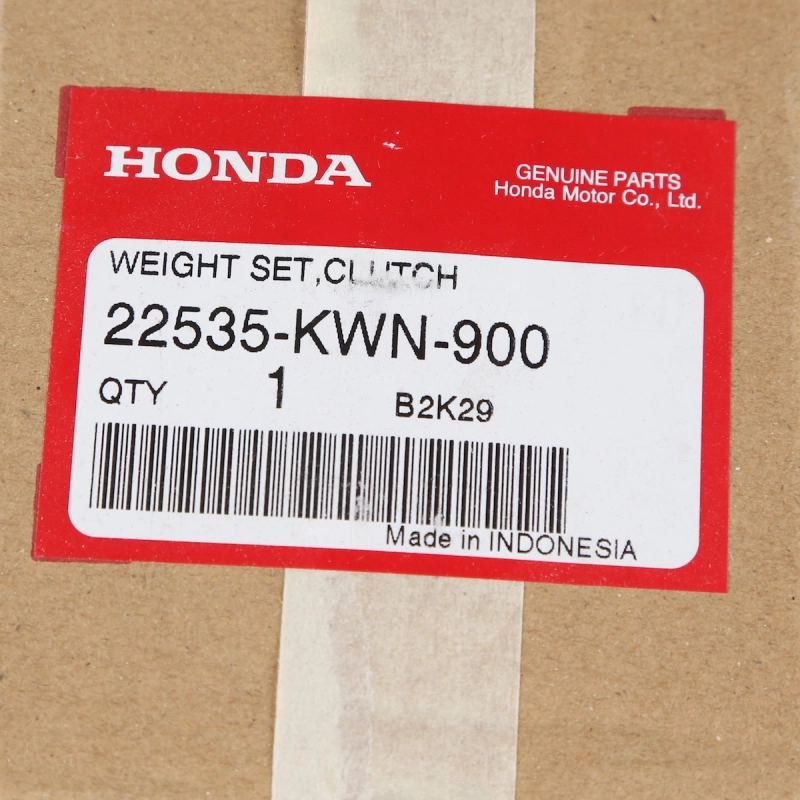 HONDA
GENUINE PARTS
Honda Motor Co., Ltd.
WEIGHT SET,CLUTCH
22535-KWN-900
QTY 1 B2K29
Made in INDONESIA